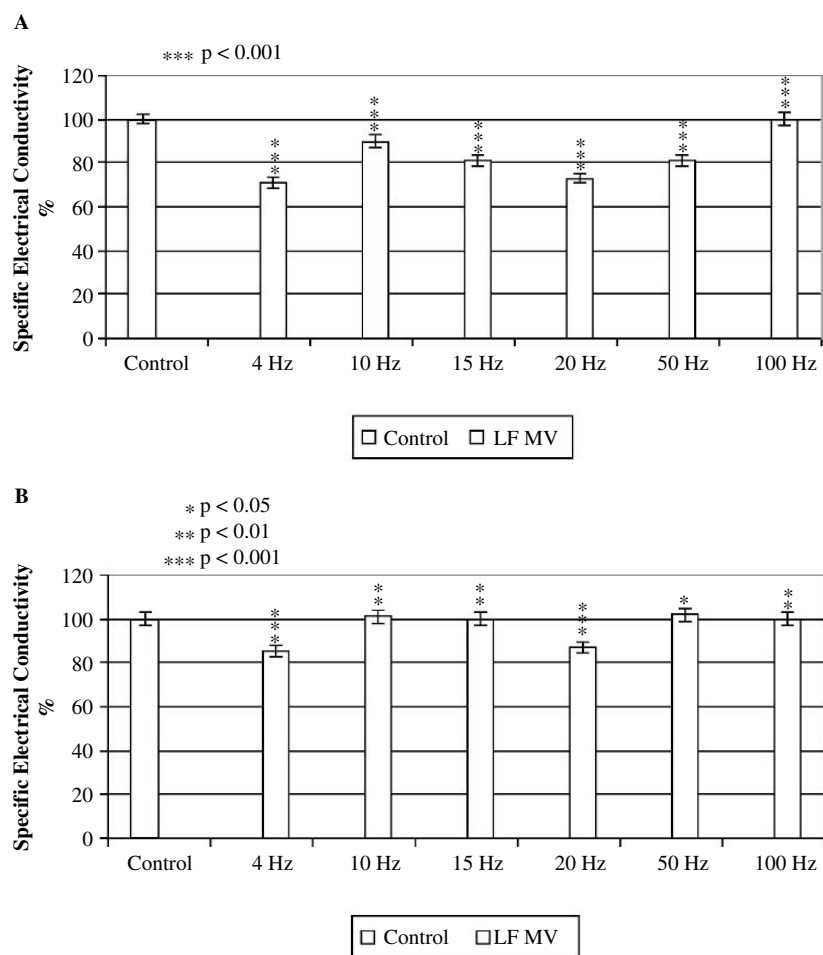 A
*** p < 0.001
Specific Electrical Conductivity
%
120
100
80
60
40
20
0
***
***
***
***
***
***
Control 4 Hz 10 Hz 15 Hz 20 Hz 50 Hz 100 Hz
Control LF MV
B
* p < 0.05
** p < 0.01
*** p < 0.001
Specific Electrical Conductivity
%
120
100
80
60
40
20
0
***
**
**
***
*
**
Control 4 Hz 10 Hz 15 Hz 20 Hz 50 Hz 100 Hz
Control LF MV